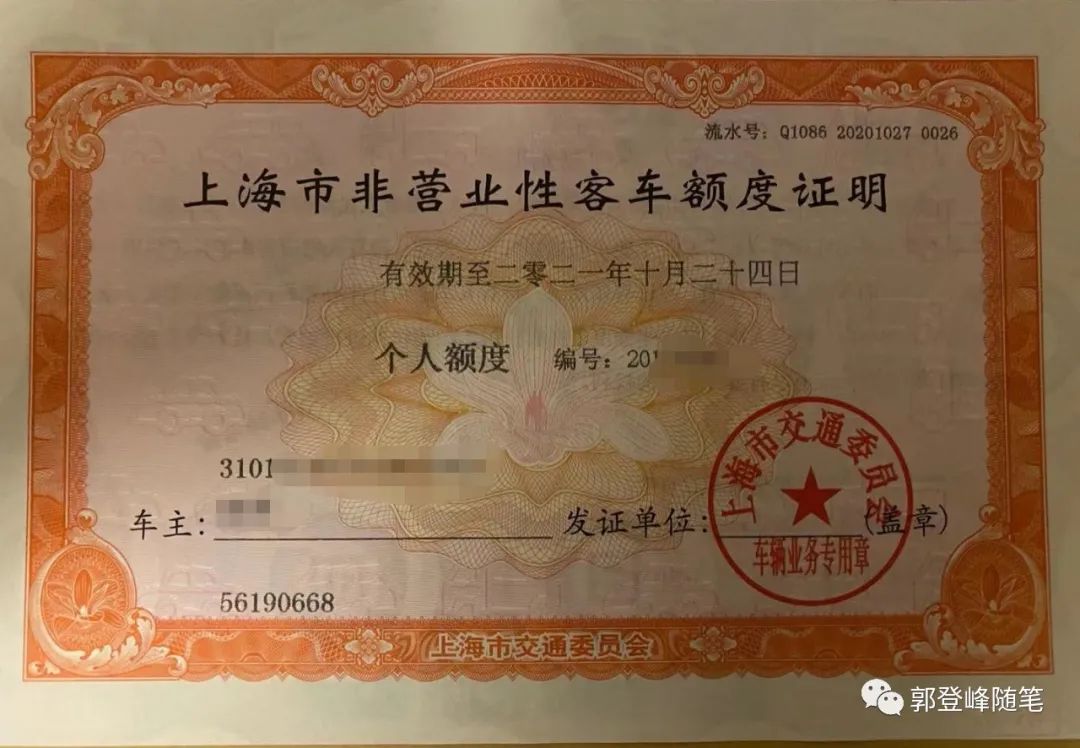 流水号：Q1086 20201027 0026
上海市非营业性客车额度证明
有效期至二零二一年十月二十四日
个人额度 编号：201
3101
车主：
发证单位： (盖章)
上海市交通委员会
车辆业务专用章
56190668
上海市交通委员会
郭登峰随笔